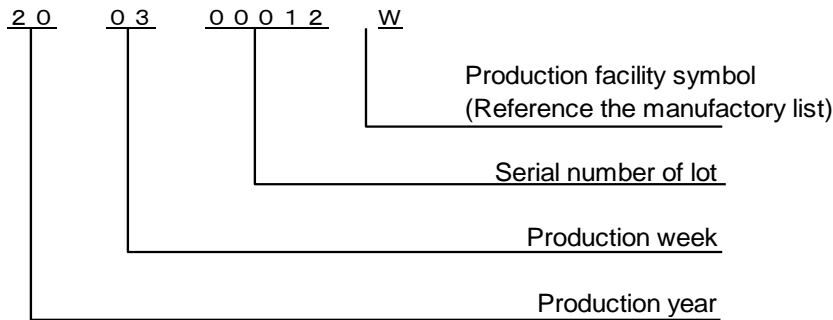 ２０ ０３ ０００１２ W
Production facility symbol
(Reference the manufactory list)
Serial number of lot
Production week
Production year